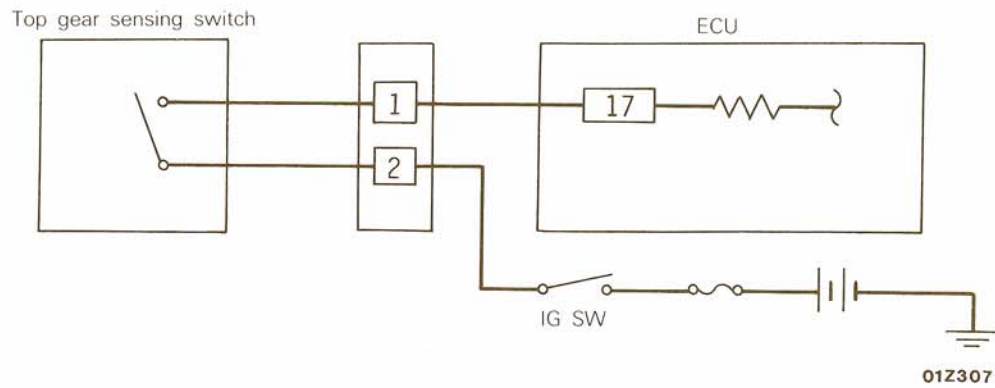 Top gear sensing switch
ECU
1
17
2
IG SW
01Z307